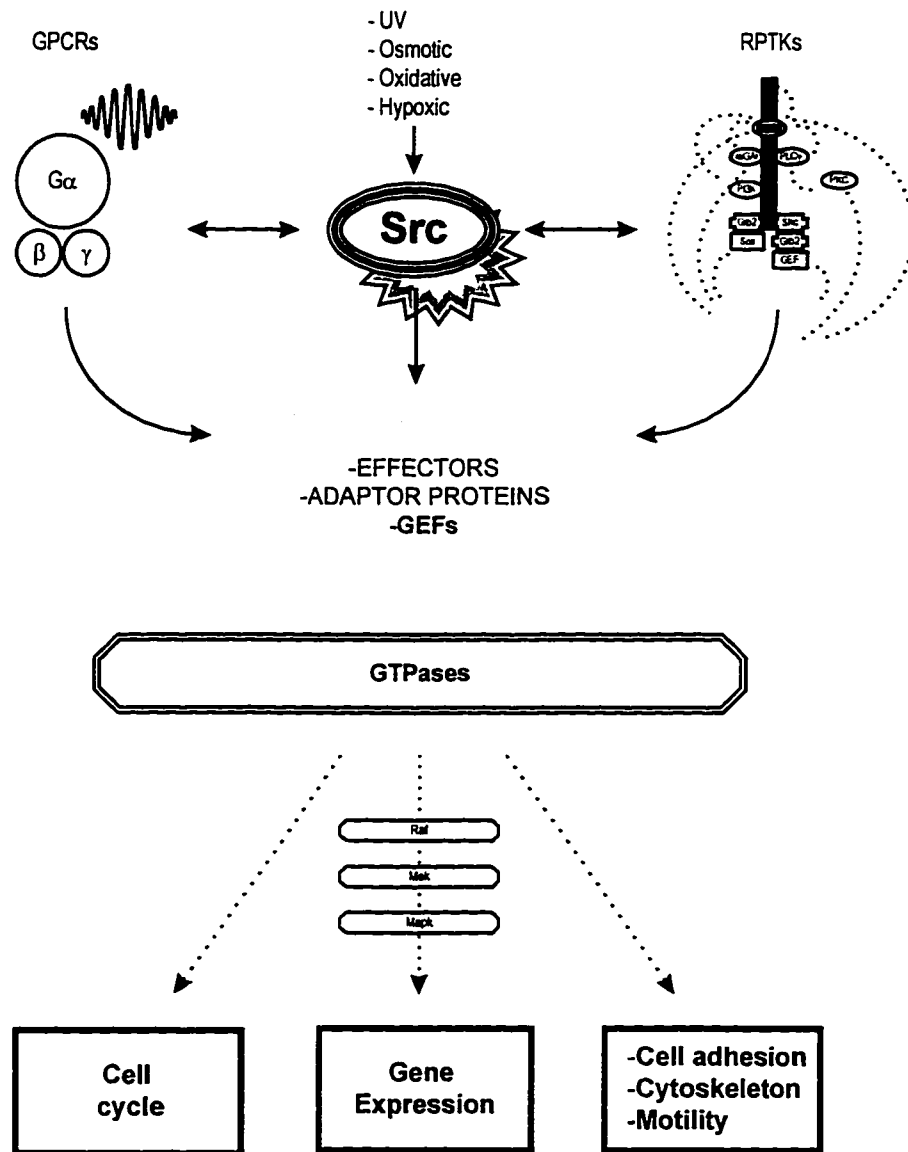 GPCRs
- UV
- Osmotic
- Oxidative
- Hypoxic
RPTKs
Gα
β γ
Src
PLCγ
PKC
Grb2 Shc
Sos Grb2
GEF
-EFFECTORS
-ADAPTOR PROTEINS
-GEFs
GTPases
Raf
Mek
Mapk
Cell
cycle
Gene
Expression
-Cell adhesion
-Cytoskeleton
-Motility